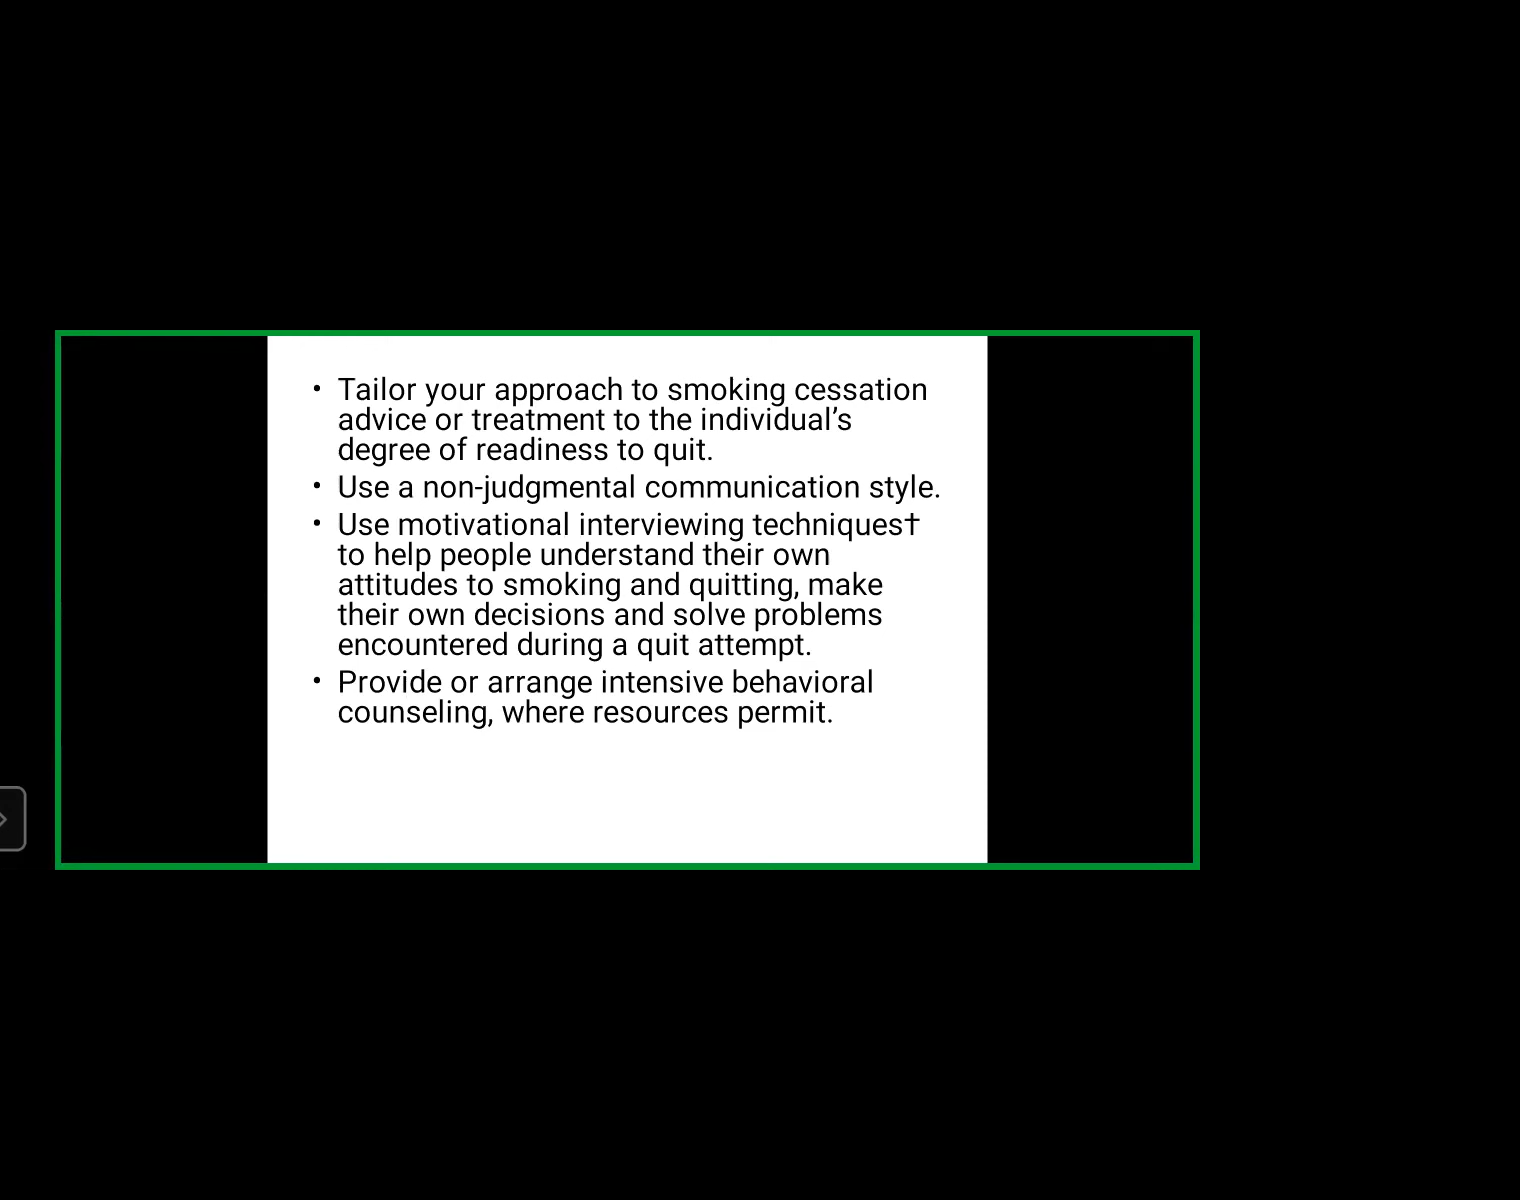 • Tailor your approach to smoking cessation
advice or treatment to the individual’s
degree of readiness to quit.
• Use a non-judgmental communication style.
• Use motivational interviewing techniques†
to help people understand their own
attitudes to smoking and quitting, make
their own decisions and solve problems
encountered during a quit attempt.
• Provide or arrange intensive behavioral
counseling, where resources permit.